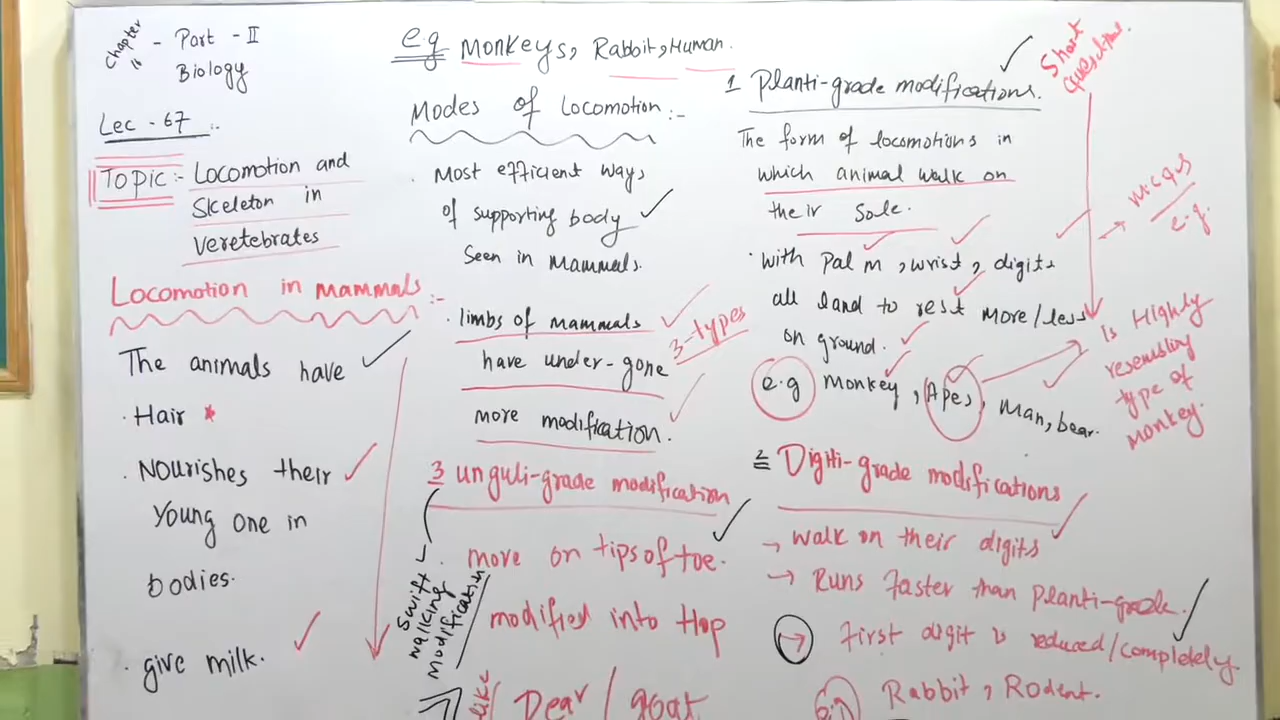 Chapter 16 - Part - II
Biology
Lec - 67
Topic:- Locomotion and
Skeleton in
veretebrates
Locomotion in mammals:-
The animals have
· Hair *
· Nourishes their
Young one in
bodies.
· give milk.
e.g Monkeys, Rabbit, Human.
Modes of Locomotion:-
· Most efficient ways
of supporting body
seen in mammals.
· limbs of mammals
have under-gone
more modification.
3-types
3 unguli-grade modification
· more on tips of toe.
modified into Hop
swift walking modification
like Dear / goat
1 Planti-grade modifications.
The form of locomotions in
which animal walk on
their Sole.
· with Palm, wrist, digits
all land to rest more/less
on ground.
e.g Monkey, Apes, Man, bear.
2 Digiti-grade modifications
→ walk on their digits
→ Runs faster than planti-grade.
→ First digit is reduced/completely
e.g Rabbit, Rodent.
Short questions.
→ M.C.Q.S
e.g.
Is Highly
resembling
type of
monkey.